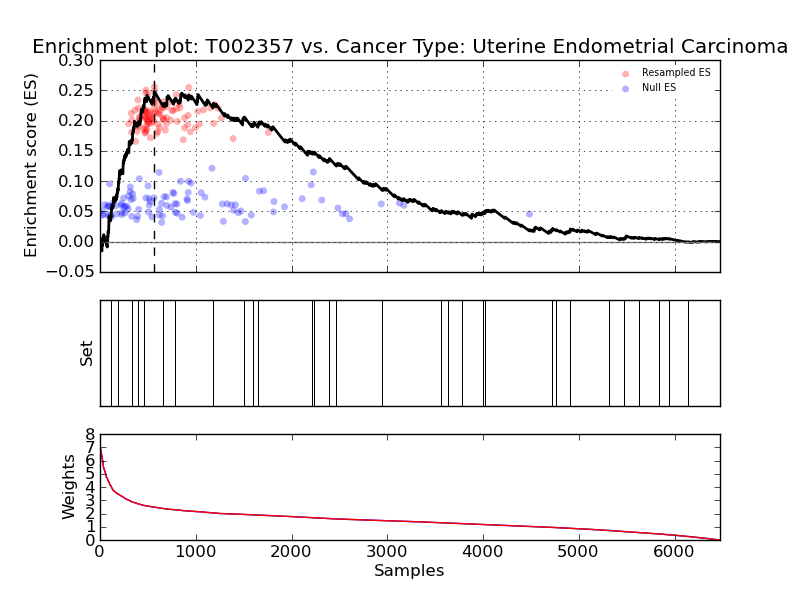 Enrichment plot: T002357 vs. Cancer Type: Uterine Endometrial Carcinoma
Enrichment score (ES)
0.30
0.25
0.20
0.15
0.10
0.05
0.00
−0.05
Resampled ES
Null ES
Set
Weights
8
7
6
5
4
3
2
1
0
0 1000 2000 3000 4000 5000 6000
Samples